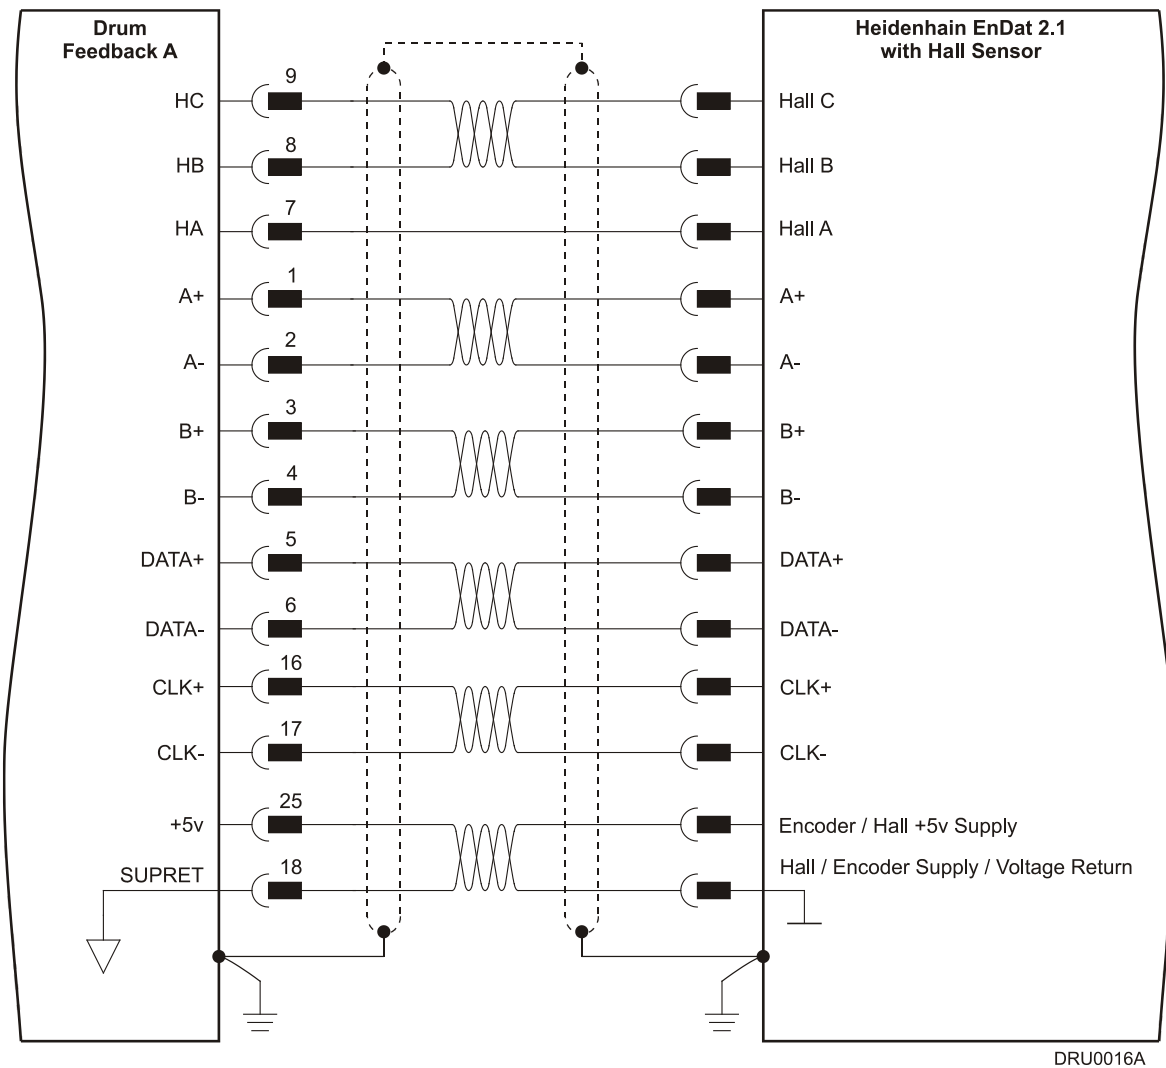 Drum
Feedback A
Heidenhain EnDat 2.1
with Hall Sensor
HC 9 Hall C
HB 8 Hall B
HA 7 Hall A
A+ 1 A+
A- 2 A-
B+ 3 B+
B- 4 B-
DATA+ 5 DATA+
DATA- 6 DATA-
CLK+ 16 CLK+
CLK- 17 CLK-
+5v 25 Encoder / Hall +5v Supply
SUPRET 18 Hall / Encoder Supply / Voltage Return
DRU0016A